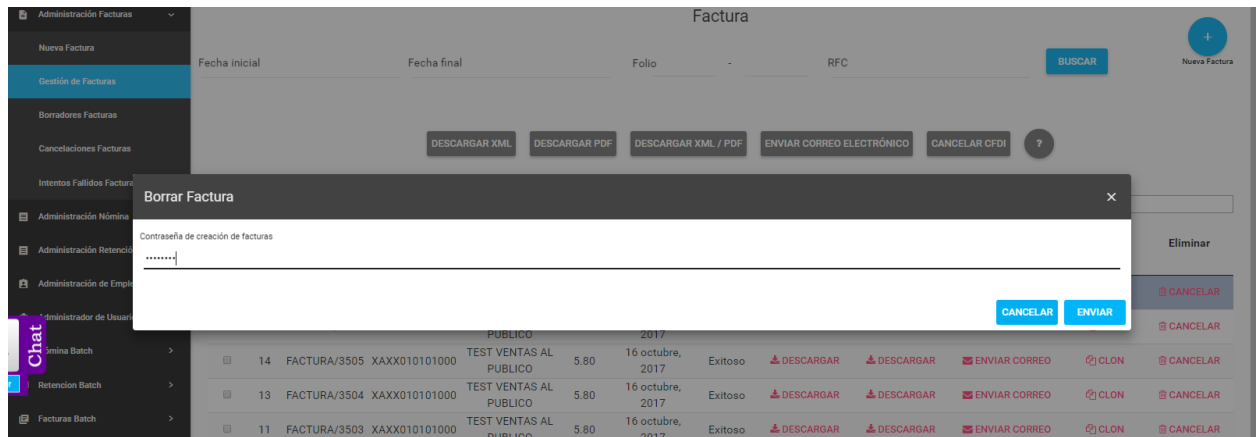 Administración Facturas
Factura
Nueva Factura
Nueva Factura
Fecha inicial Fecha final Folio - RFC BUSCAR
Gestión de Facturas
Borradores Facturas
DESCARGAR XML DESCARGAR PDF DESCARGAR XML / PDF ENVIAR CORREO ELECTRÓNICO CANCELAR CFDI ?
Cancelaciones Facturas
Intentos Fallidos Factura
Borrar Factura ×
Administración Nómina
Contraseña de creación de facturas
Administración Retenció
Eliminar
Administración de Emple
CANCELAR
CANCELAR ENVIAR
Administrador de Usuari
Chat
PUBLICO 2017 CANCELAR
ómina Batch
14 FACTURA/3505 XAXX010101000 TEST VENTAS AL PUBLICO 5.80 16 octubre, 2017 Exitoso DESCARGAR DESCARGAR ENVIAR CORREO CLON CANCELAR
Retencion Batch
13 FACTURA/3504 XAXX010101000 TEST VENTAS AL PUBLICO 5.80 16 octubre, 2017 Exitoso DESCARGAR DESCARGAR ENVIAR CORREO CLON CANCELAR
Facturas Batch
11 FACTURA/3503 XAXX010101000 TEST VENTAS AL PUBLICO 5.80 16 octubre, 2017 Exitoso DESCARGAR DESCARGAR ENVIAR CORREO CLON CANCELAR